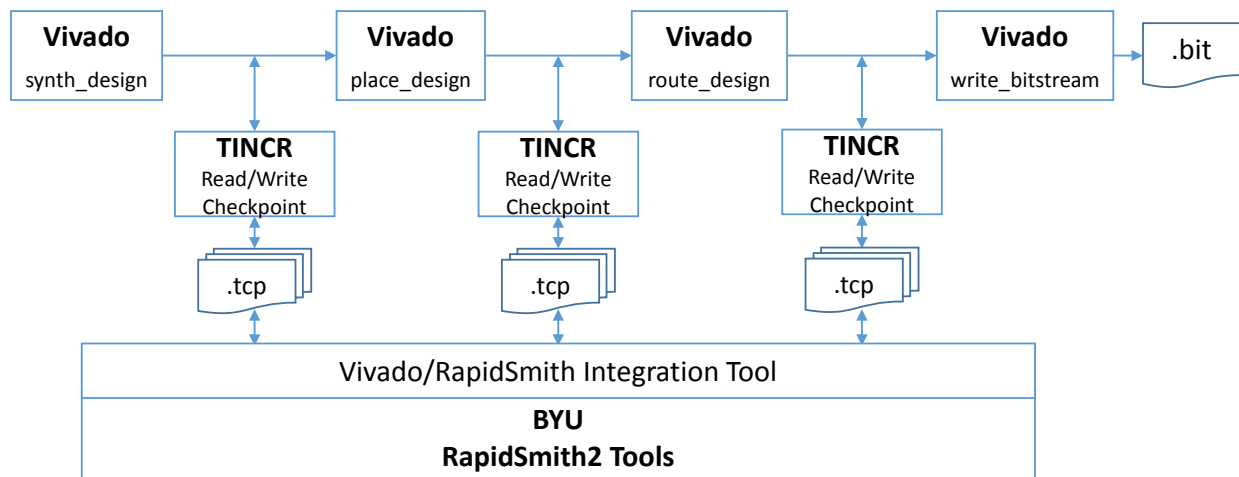 Vivado
synth_design
Vivado
place_design
Vivado
route_design
Vivado
write_bitstream
.bit
TINCR
Read/Write
Checkpoint
TINCR
Read/Write
Checkpoint
TINCR
Read/Write
Checkpoint
.tcp
.tcp
.tcp
Vivado/RapidSmith Integration Tool
BYU
RapidSmith2 Tools